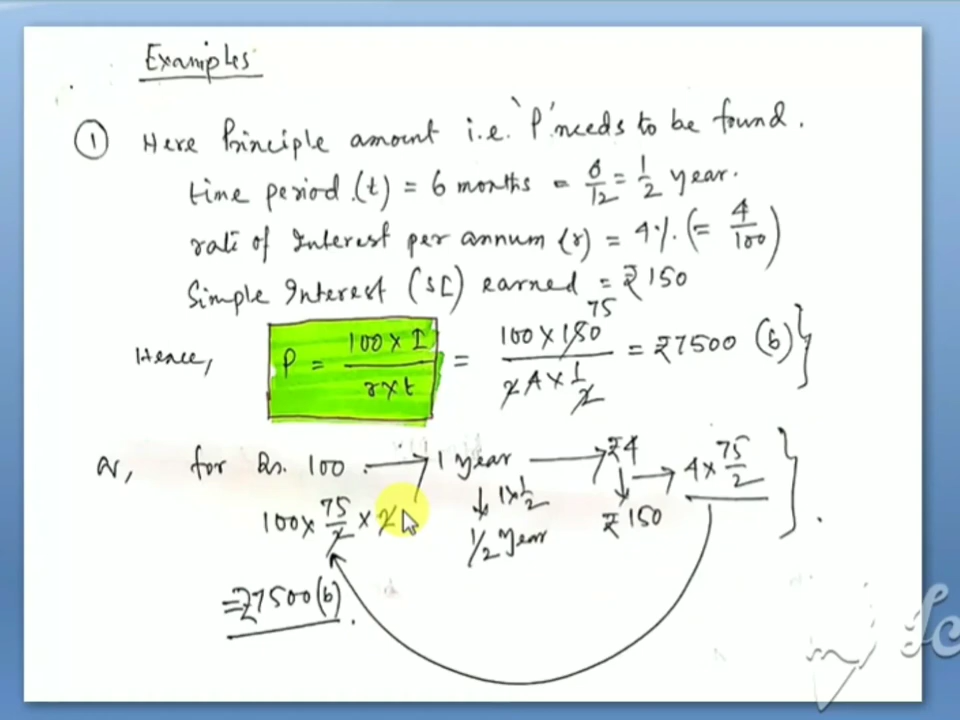 Examples
① Here Principle amount i.e. 'P' needs to be found.
time period (t) = 6 months = 6/12 = 1/2 year.
rate of Interest per annum (r) = 4% (= 4/100)
Simple Interest (SI) earned = ₹150
Hence, P = 100 x I / r x t = 100 x 150 75 / 2 4 x 1/2 = ₹7500 (b)
or, for Rs. 100 → 1 year → ₹4 → 4 x 75/2
100 x 75/2 x 2 ↓ 1 x 1/2 ↓ ₹150
1/2 year
= ₹7500 (b).